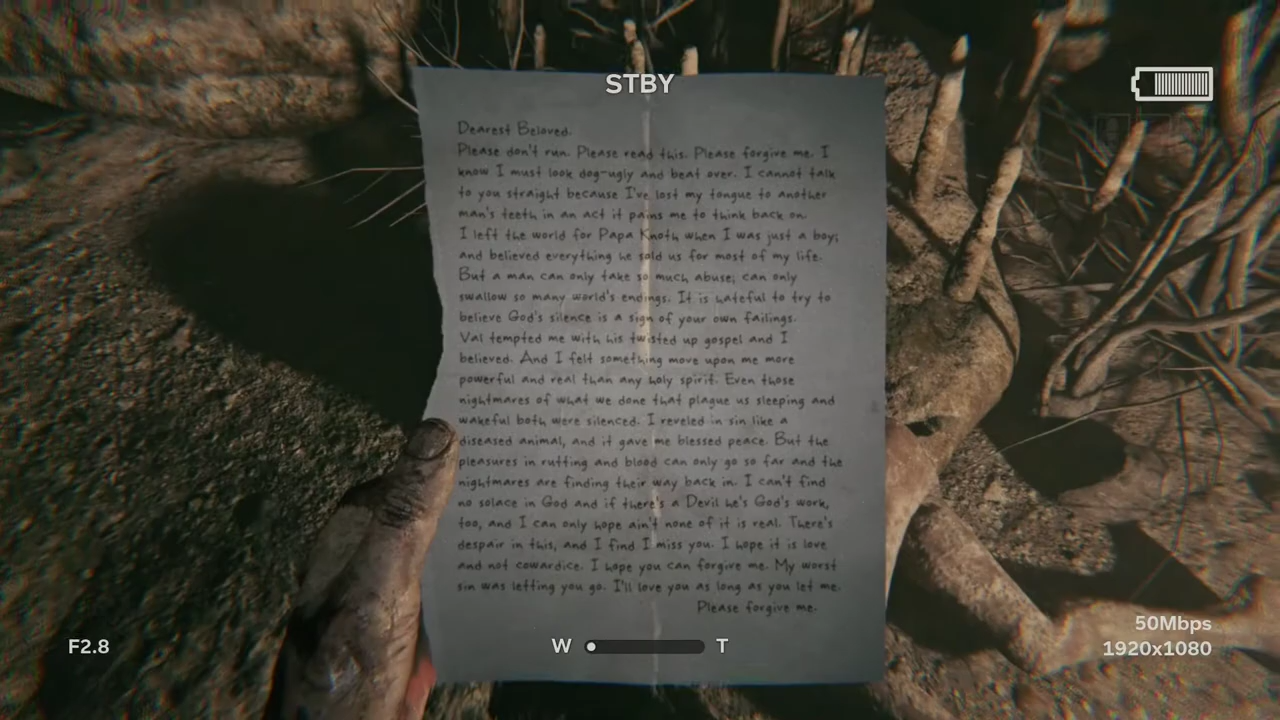 STBY
Dearest Beloved.
Please don't run. Please read this. Please forgive me. I
know I must look dog-ugly and beat over. I cannot talk
to you straight because I've lost my tongue to another
man's teeth in an act it pains me to think back on.
I left the world for Papa Knoth when I was just a boy;
and believed everything he sold us for most of my life.
But a man can only take so much abuse; can only
swallow so many world's endings. It is hateful to try to
believe God's silence is a sign of your own failings.
Val tempted me with his twisted up gospel and I
believed. And I felt something move upon me more
powerful and real than any holy spirit. Even those
nightmares of what we done that plague us sleeping and
wakeful both were silenced. I reveled in sin like a
diseased animal, and it gave me blessed peace. But the
pleasures in rutting and blood can only go so far and the
nightmares are finding their way back in. I can't find
no solace in God and if there's a Devil he's God's work,
too, and I can only hope ain't none of it is real. There's
despair in this, and I find I miss you. I hope it is love
and not cowardice. I hope you can forgive me. My worst
sin was letting you go. I'll love you as long as you let me.
Please forgive me.
F2.8
W T
50Mbps
1920x1080